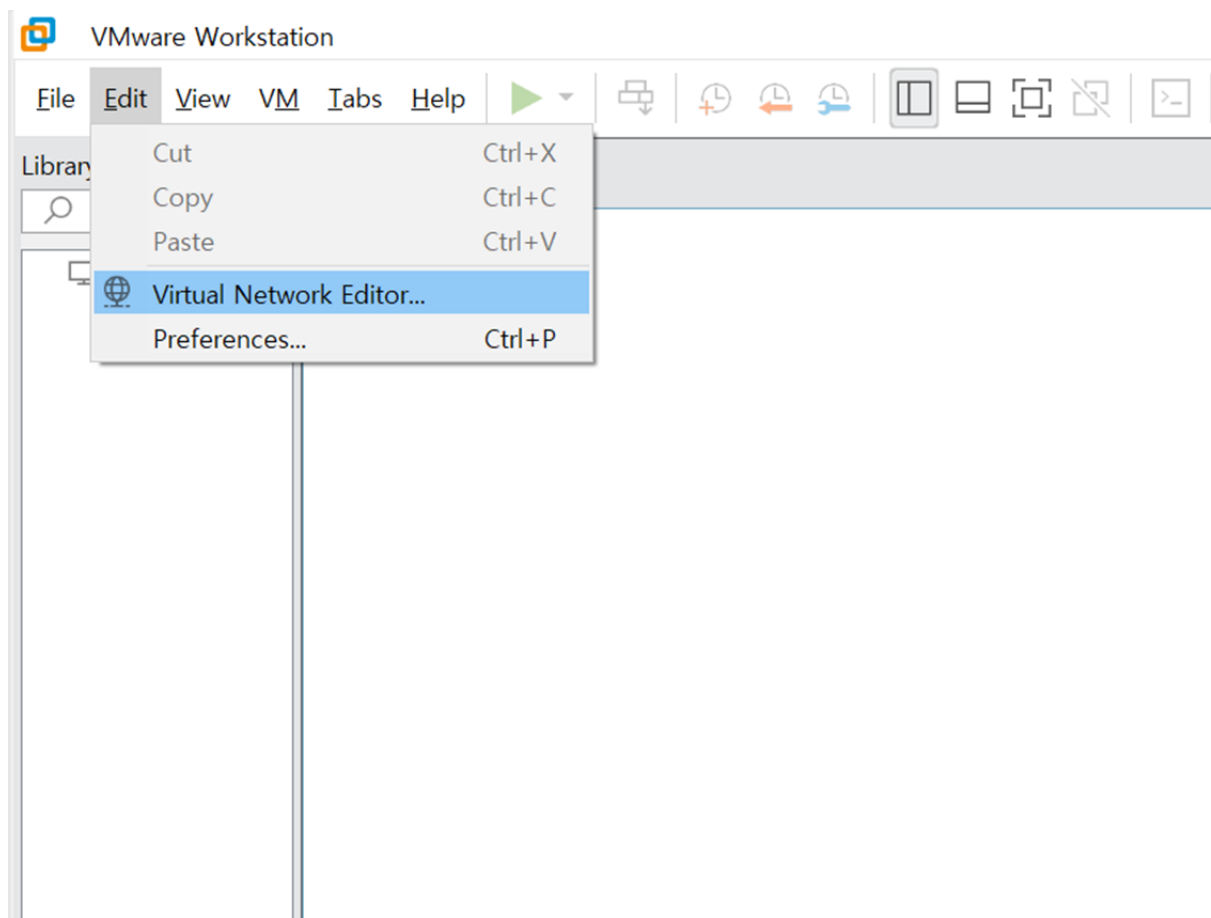 VMware Workstation
File Edit View VM Tabs Help
Library
Cut Ctrl+X
Copy Ctrl+C
Paste Ctrl+V
Virtual Network Editor...
Preferences... Ctrl+P